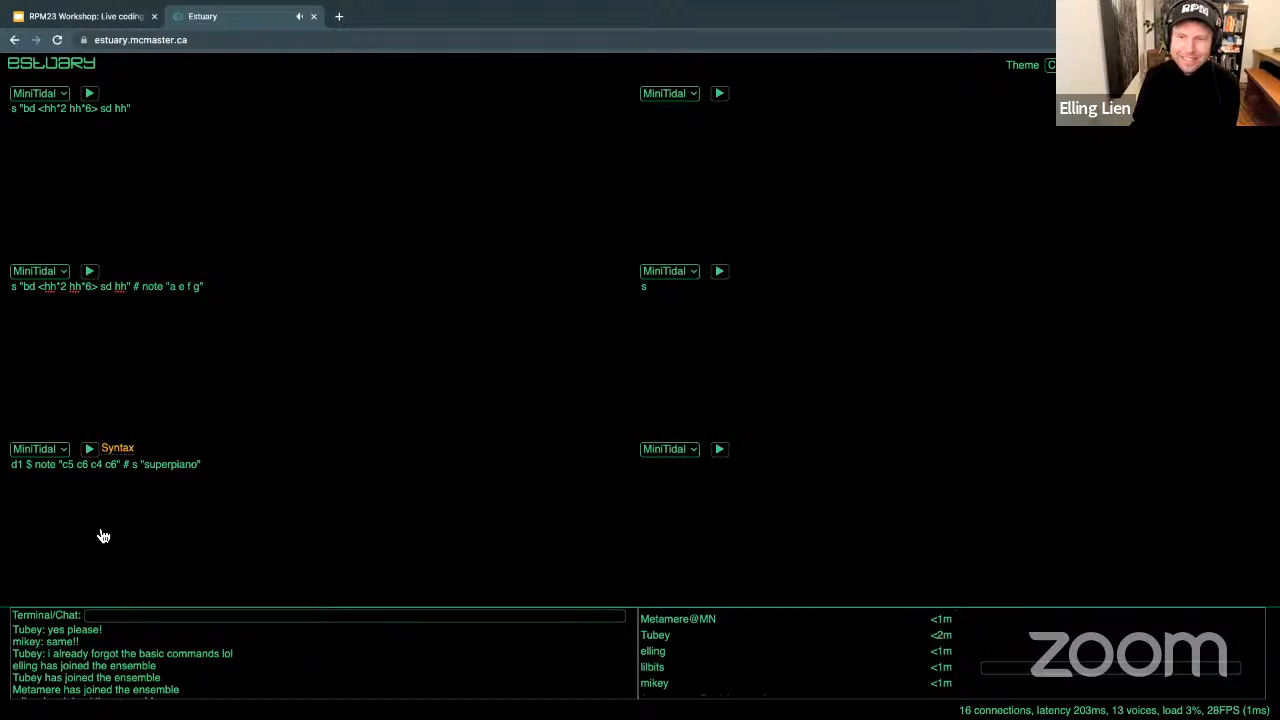 RPM23 Workshop: Live coding
Estuary
estuary.mcmaster.ca
estuary
Theme
RPM
Elling Lien
MiniTidal
s "bd <hh*2 hh*6> sd hh"
MiniTidal
MiniTidal
s "bd <hh*2 hh*6> sd hh" # note "a e f g"
MiniTidal
s
MiniTidal Syntax
d1 $ note "c5 c6 c4 c6" # s "superpiano"
MiniTidal
Terminal/Chat:
Tubey: yes please!
mikey: same!!
Tubey: i already forgot the basic commands lol
elling has joined the ensemble
Tubey has joined the ensemble
Metamere has joined the ensemble
Metamere@MN <1m
Tubey <2m
elling <1m
lilbits <1m
mikey <1m
zoom
16 connections, latency 203ms, 13 voices, load 3%, 28FPS (1ms)